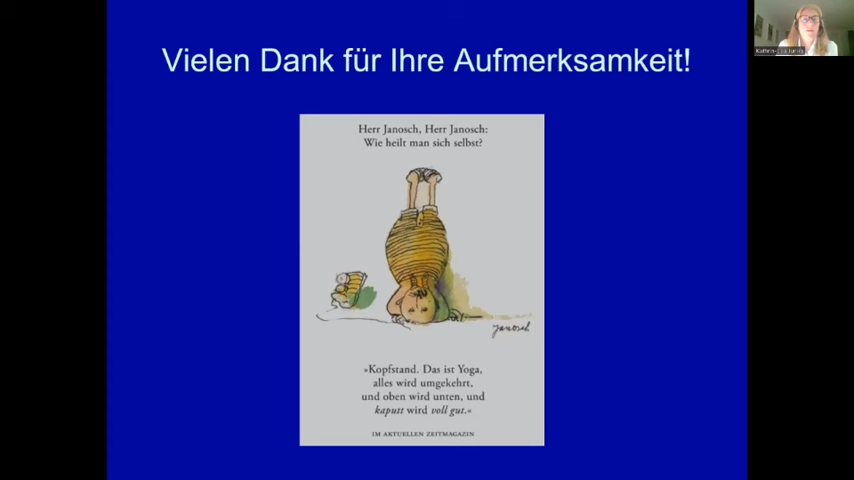 Vielen Dank für Ihre Aufmerksamkeit!
Herr Janosch, Herr Janosch:
Wie heilt man sich selbst?
janosch
»Kopfstand. Das ist Yoga,
alles wird umgekehrt,
und oben wird unten, und
kaputt wird voll gut.«
IM AKTUELLEN ZEITMAGAZIN